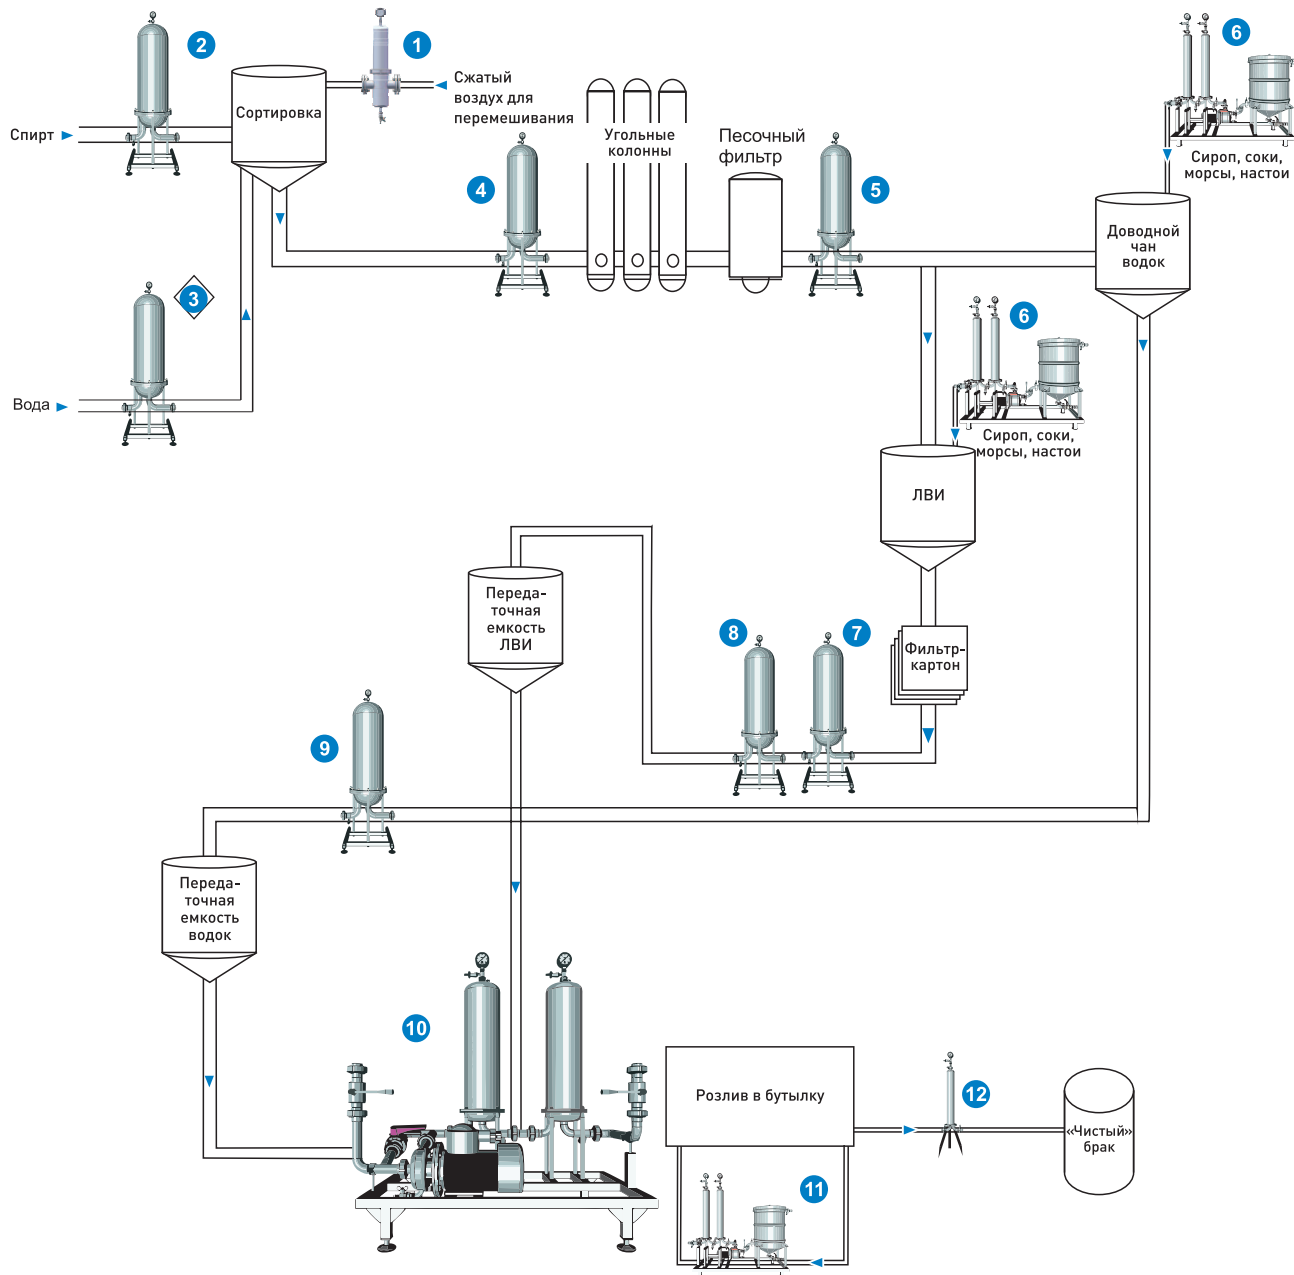 2
1
6
Сжатый
воздух для
перемешивания
Сортировка
Спирт
Угольные
колонны
Песочный
фильтр
Сироп, соки,
морсы, настои
4
5
Доводной
чан
водок
3
6
Вода
Сироп, соки,
морсы, настои
ЛВИ
Переда-
точная
емкость
ЛВИ
8
7
Фильтр-
картон
9
Переда-
точная
емкость
водок
10
Розлив в бутылку
12
«Чистый»
брак
11